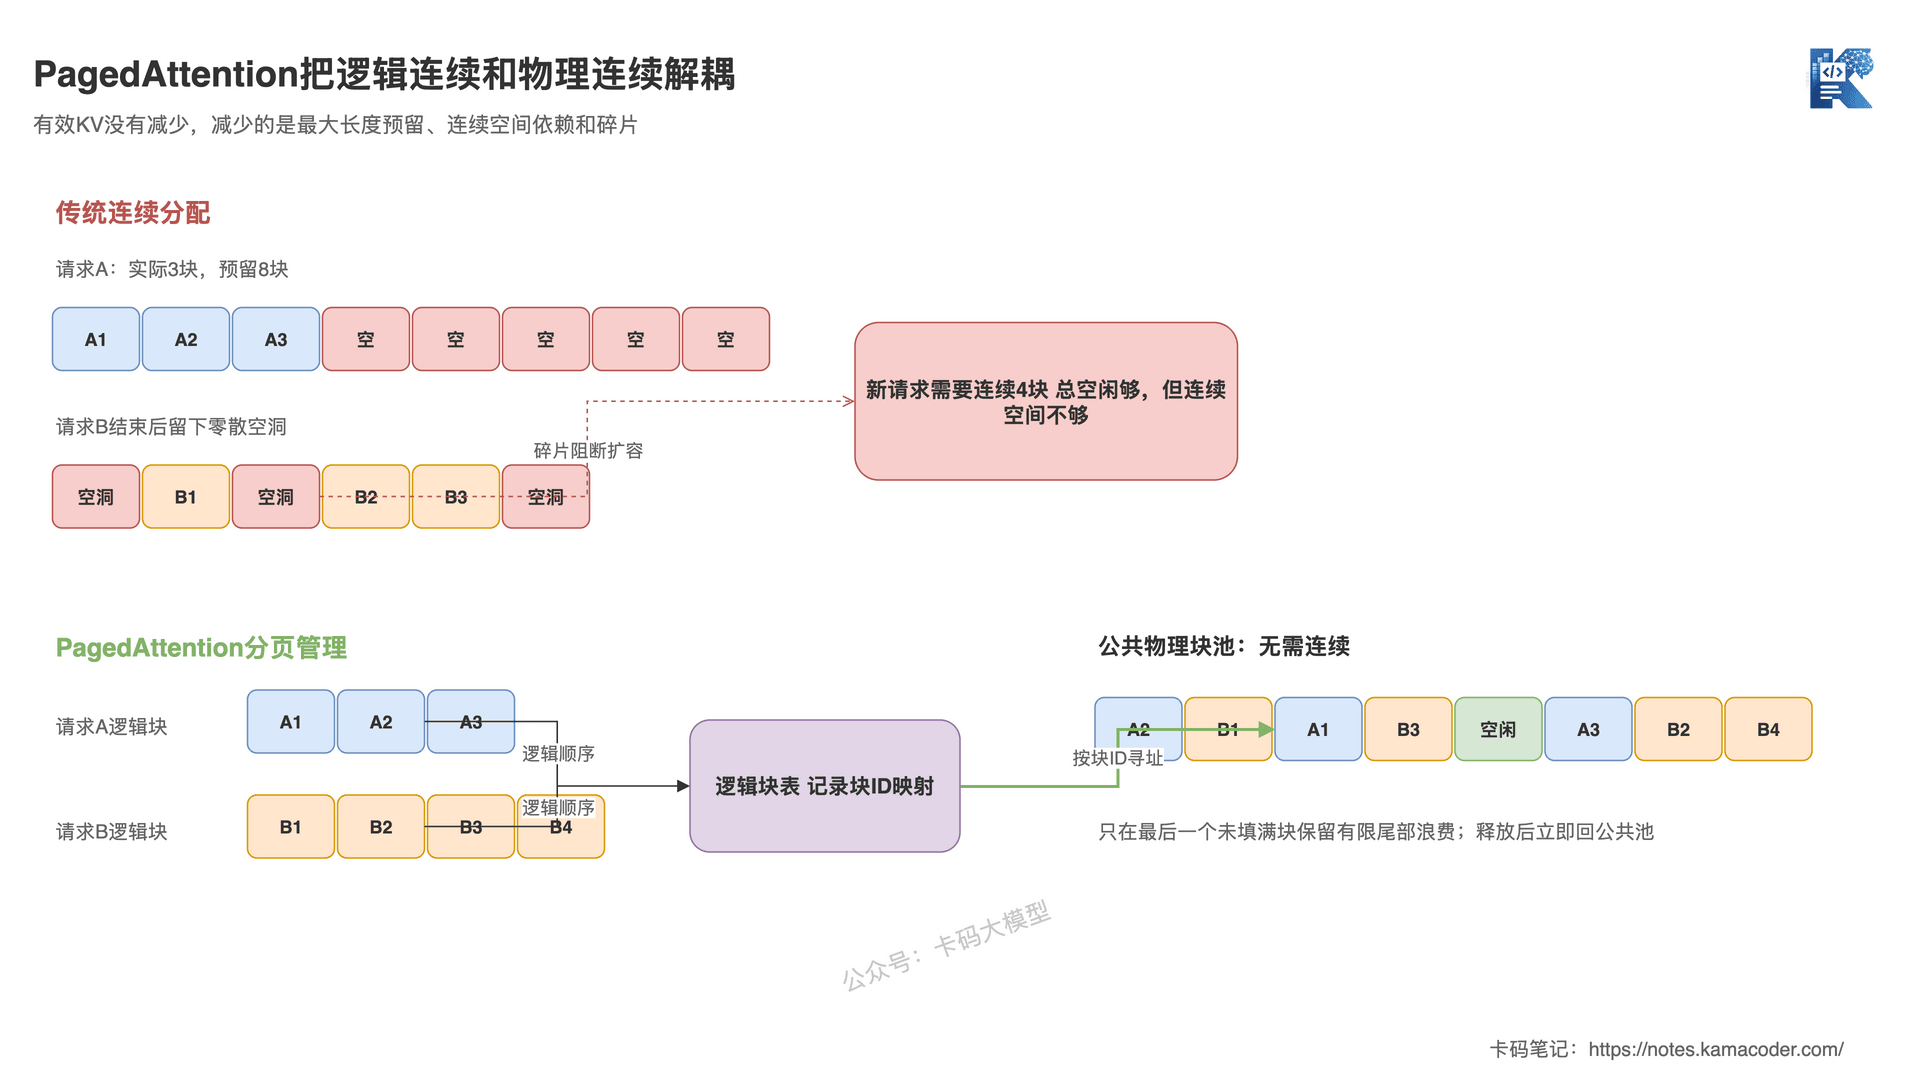 PagedAttention把逻辑连续和物理连续解耦
有效KV没有减少，减少的是最大长度预留、连续空间依赖和碎片
</>
传统连续分配
请求A：实际3块，预留8块
A1 A2 A3 空 空 空 空 空
新请求需要连续4块 总空闲够，但连续
空间不够
请求B结束后留下零散空洞
碎片阻断扩容
空洞 B1 空洞 B2 B3 空洞
PagedAttention分页管理
公共物理块池：无需连续
请求A逻辑块
A1 A2 A3
逻辑顺序
请求B逻辑块
B1 B2 B3 B4
逻辑顺序
逻辑块表 记录块ID映射
A2 B1 A1 B3 空闲 A3 B2 B4
按块ID寻址
只在最后一个未填满块保留有限尾部浪费；释放后立即回公共池
公众号：卡码大模型
卡码笔记：https://notes.kamacoder.com/